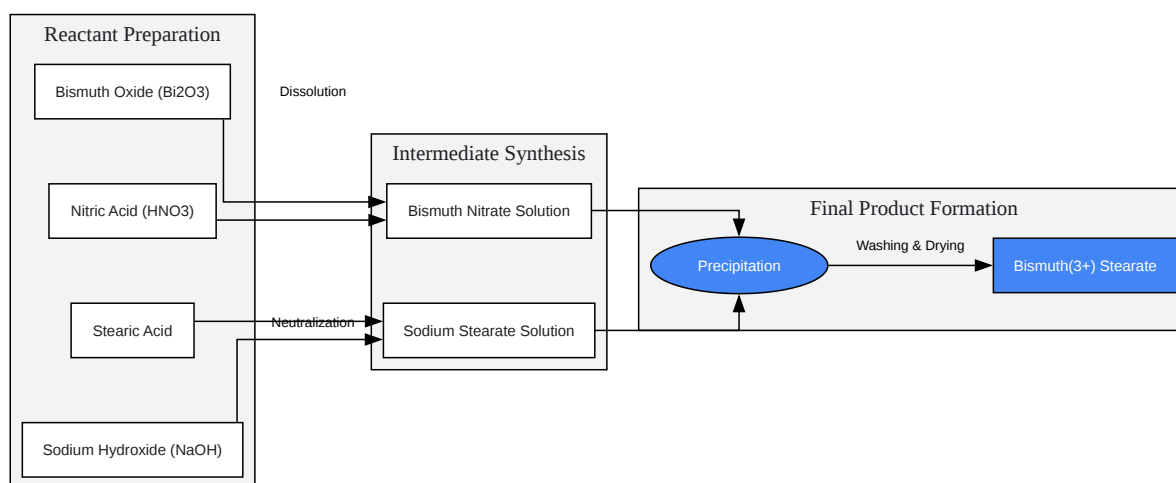 Reactant Preparation
Bismuth Oxide (Bi2O3)
Dissolution
Nitric Acid (HNO3)
Stearic Acid
Neutralization
Sodium Hydroxide (NaOH)
Intermediate Synthesis
Bismuth Nitrate Solution
Sodium Stearate Solution
Final Product Formation
Precipitation
Washing & Drying
Bismuth(3+) Stearate